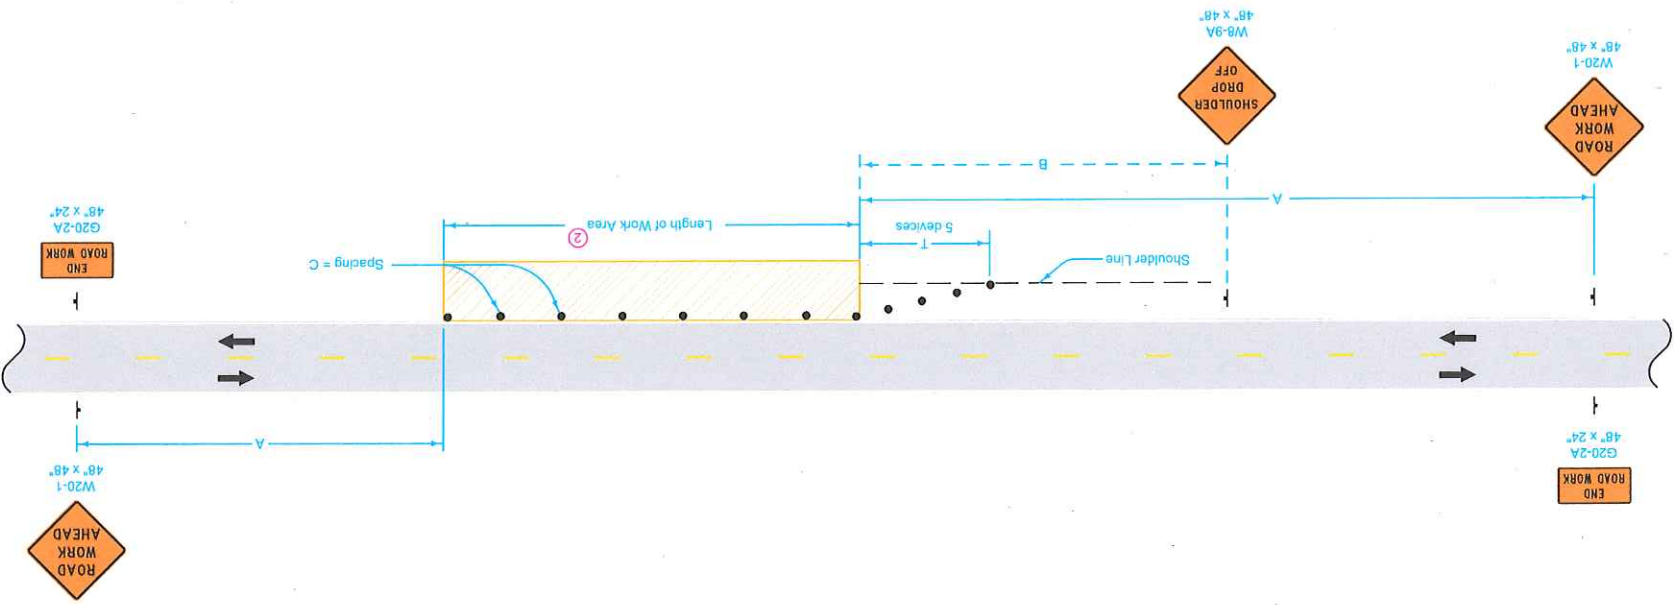 ROAD
WORK
AHEAD
W20-1
48" x 48"
END
ROAD WORK
G20-2A
48" x 24"
A
Spacing = C
Shoulder Line
T
5 devices
②
Length of Work Area
END
ROAD WORK
G20-2A
48" x 24"
A
B
ROAD
WORK
AHEAD
W20-1
48" x 48"
SHOULDER
DROP
OFF
W8-9A
48" x 48"